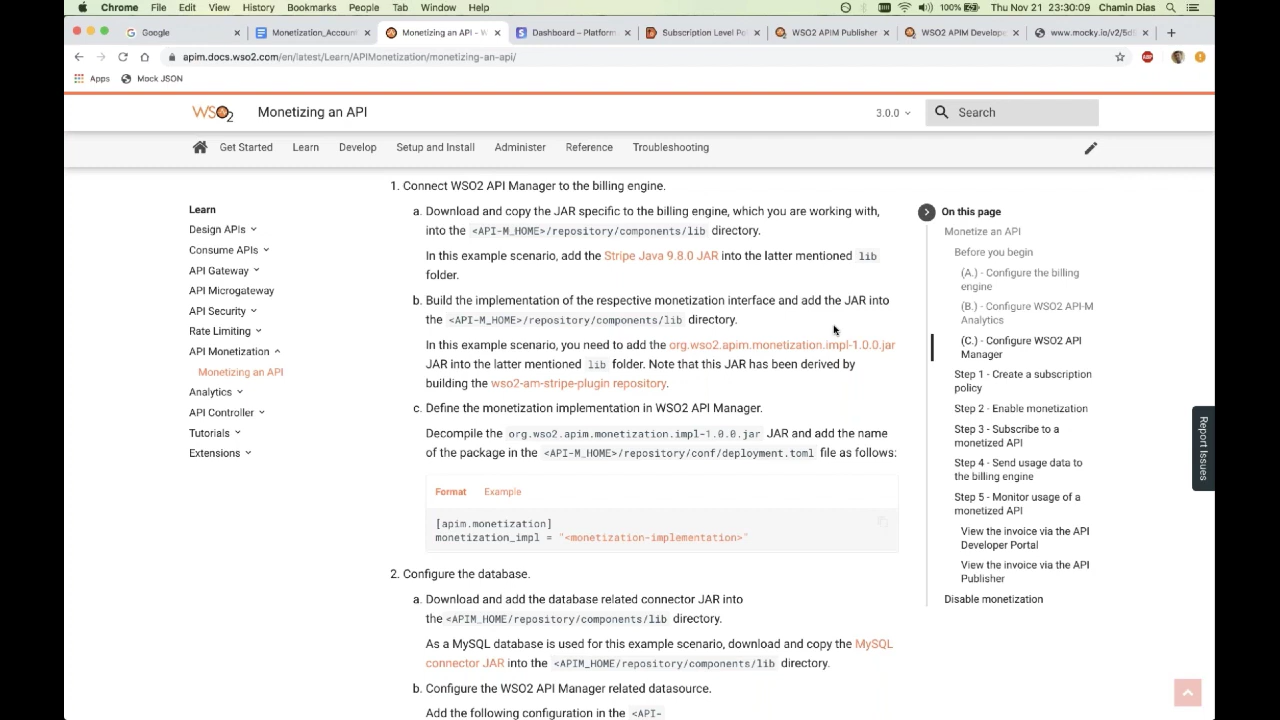 Chrome File Edit View History Bookmarks People Tab Window Help 100% Thu Nov 21 23:30:09 Chamin Dias
Google Monetization_Accoun Monetizing an API - W Dashboard – Platform Subscription Level Pol WSO2 APIM Publisher WSO2 APIM Develope www.mocky.io/v2/5d
apim.docs.wso2.com/en/latest/Learn/APIMonetization/monetizing-an-api/
Apps Mock JSON
WSO2 Monetizing an API 3.0.0 Search
Get Started Learn Develop Setup and Install Administer Reference Troubleshooting
Learn
Design APIs
Consume APIs
API Gateway
API Microgateway
API Security
Rate Limiting
API Monetization
Monetizing an API
Analytics
API Controller
Tutorials
Extensions
1. Connect WSO2 API Manager to the billing engine.
a. Download and copy the JAR specific to the billing engine, which you are working with,
into the <API-M_HOME>/repository/components/lib directory.
In this example scenario, add the Stripe Java 9.8.0 JAR into the latter mentioned lib
folder.
b. Build the implementation of the respective monetization interface and add the JAR into
the <API-M_HOME>/repository/components/lib directory.
In this example scenario, you need to add the org.wso2.apim.monetization.impl-1.0.0.jar
JAR into the latter mentioned lib folder. Note that this JAR has been derived by
building the wso2-am-stripe-plugin repository.
c. Define the monetization implementation in WSO2 API Manager.
Decompile the org.wso2.apim.monetization.impl-1.0.0.jar JAR and add the name
of the package in the <API-M_HOME>/repository/conf/deployment.toml file as follows:
Format Example
[apim.monetization]
monetization_impl = "<monetization-implementation>"
2. Configure the database.
a. Download and add the database related connector JAR into
the <APIM_HOME/repository/components/lib directory.
As a MySQL database is used for this example scenario, download and copy the MySQL
connector JAR into the <APIM_HOME/repository/components/lib directory.
b. Configure the WSO2 API Manager related datasource.
Add the following configuration in the <API-
On this page
Monetize an API
Before you begin
(A.) - Configure the billing
engine
(B.) - Configure WSO2 API-M
Analytics
(C.) - Configure WSO2 API
Manager
Step 1 - Create a subscription
policy
Step 2 - Enable monetization
Step 3 - Subscribe to a
monetized API
Step 4 - Send usage data to
the billing engine
Step 5 - Monitor usage of a
monetized API
View the invoice via the API
Developer Portal
View the invoice via the API
Publisher
Disable monetization
Report Issues